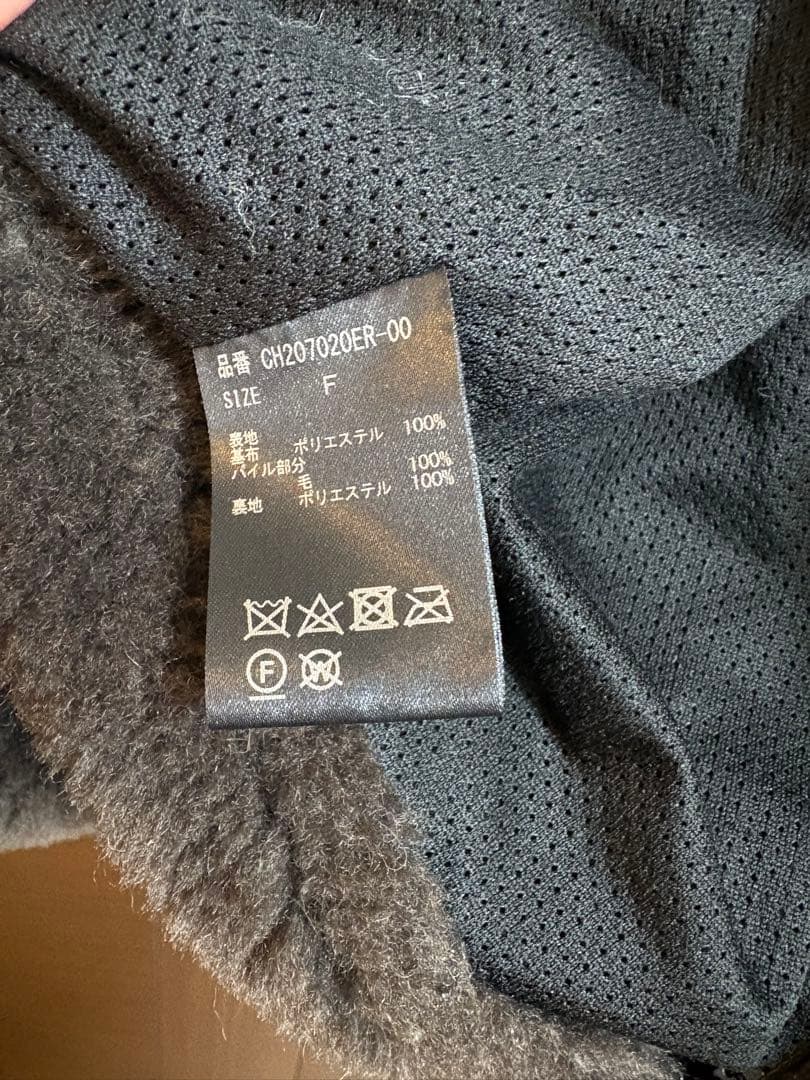 品番 CH207020ER-00
SIZE F
表地
基布 ポリエステル 100%
パイル部分
毛 100%
裏地 ポリエステル 100%
F W